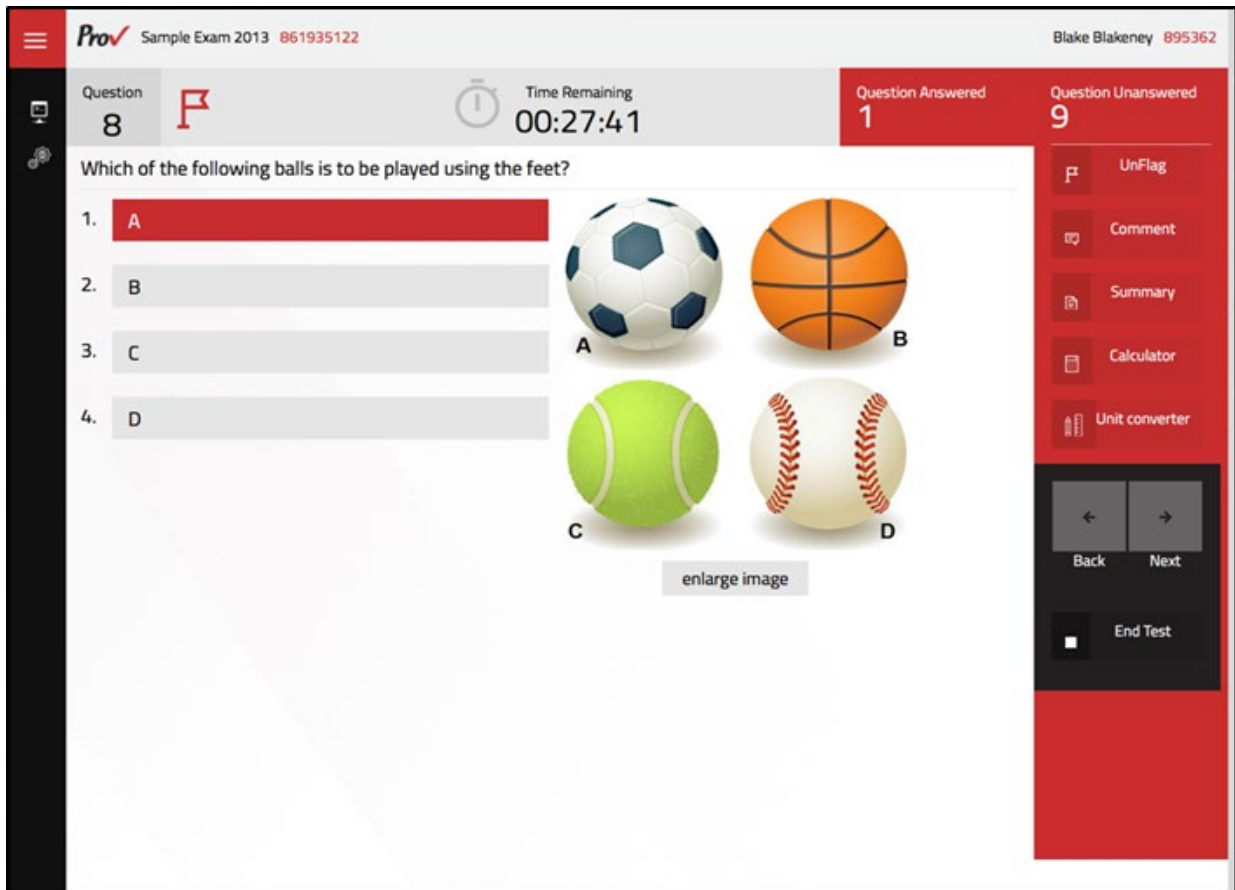 Prov Sample Exam 2013 861935122
Blake Blakeney 895362
Question
8
Time Remaining
00:27:41
Question Answered
1
Question Unanswered
9
Which of the following balls is to be played using the feet?
1. A
2. B
3. C
4. D
A
B
C
D
enlarge image
UnFlag
Comment
Summary
Calculator
Unit converter
Back
Next
End Test